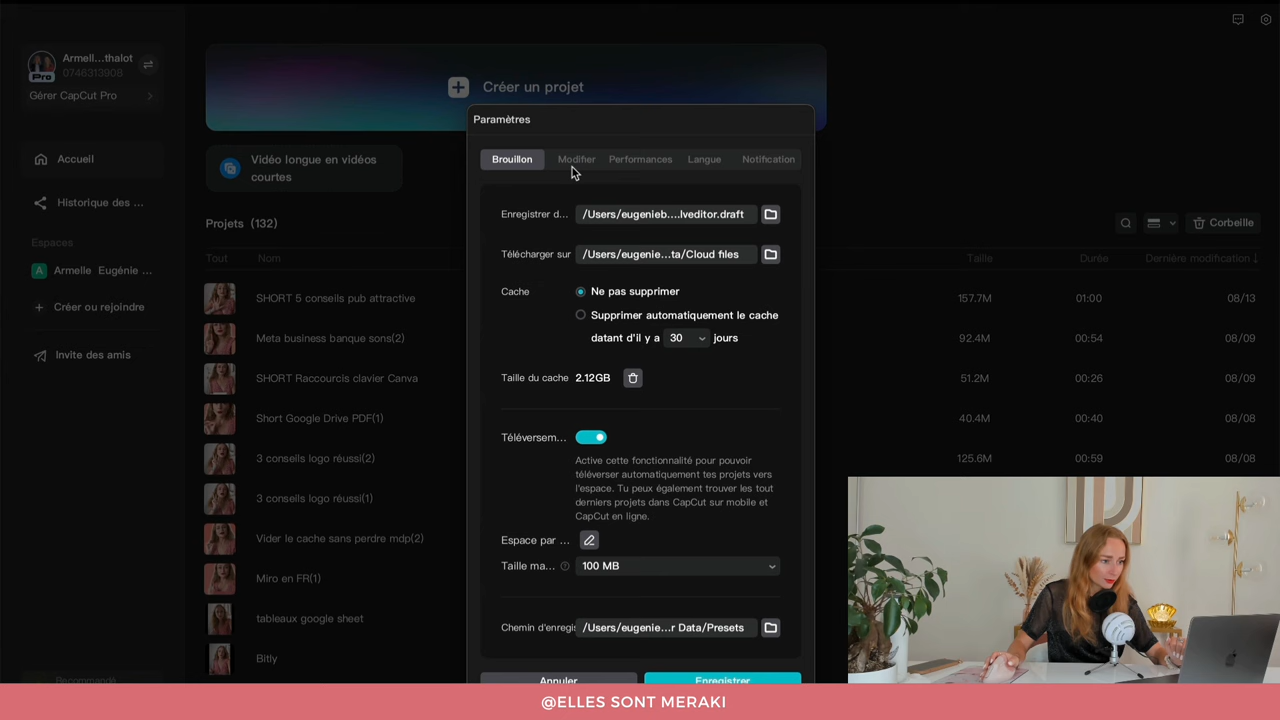 Armell...thalot
0746313908
Pro
Gérer CapCut Pro
Créer un projet
Accueil
Vidéo longue en vidéos
courtes
Historique des ...
Projets (132)
Corbeille
Espaces
Tout
Nom
Taille
Durée
Dernière modification
A
Armelle Eugénie ...
Créer ou rejoindre
Invite des amis
SHORT 5 conseils pub attractive
157.7M
01:00
08/13
Meta business banque sons(2)
92.4M
00:54
08/09
SHORT Raccourcis clavier Canva
51.2M
00:26
08/09
Short Google Drive PDF(1)
40.4M
00:40
08/08
3 conseils logo réussi(2)
125.6M
00:59
08/08
3 conseils logo réussi(1)
Vider le cache sans perdre mdp(2)
Miro en FR(1)
tableaux google sheet
Bitly
Paramètres
Brouillon
Modifier
Performances
Langue
Notification
Enregistrer d...
/Users/eugenieb....lveditor.draft
Télécharger sur
/Users/eugenie...ta/Cloud files
Cache
Ne pas supprimer
Supprimer automatiquement le cache
datant d'il y a 30 jours
Taille du cache
2.12GB
Téléversem...
Active cette fonctionnalité pour pouvoir
téléverser automatiquement tes projets vers
l'espace. Tu peux également trouver les tout
derniers projets dans CapCut sur mobile et
CapCut en ligne.
Espace par ...
Taille ma...
100 MB
Chemin d'enregis
/Users/eugenie...r Data/Presets
Annuler
Enregistrer
Recommande
@ELLES SONT MERAKI